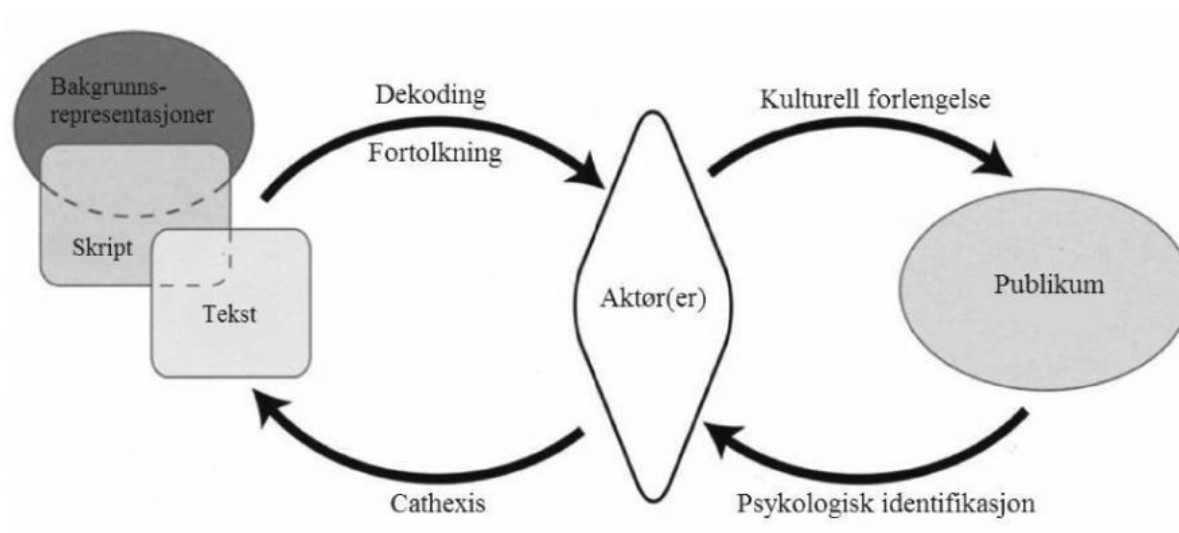 Bakgrunns-
representasjoner
Skript
Tekst
Dekoding
Fortolkning
Cathexis
Aktør(er)
Kulturell forlengelse
Publikum
Psykologisk identifikasjon